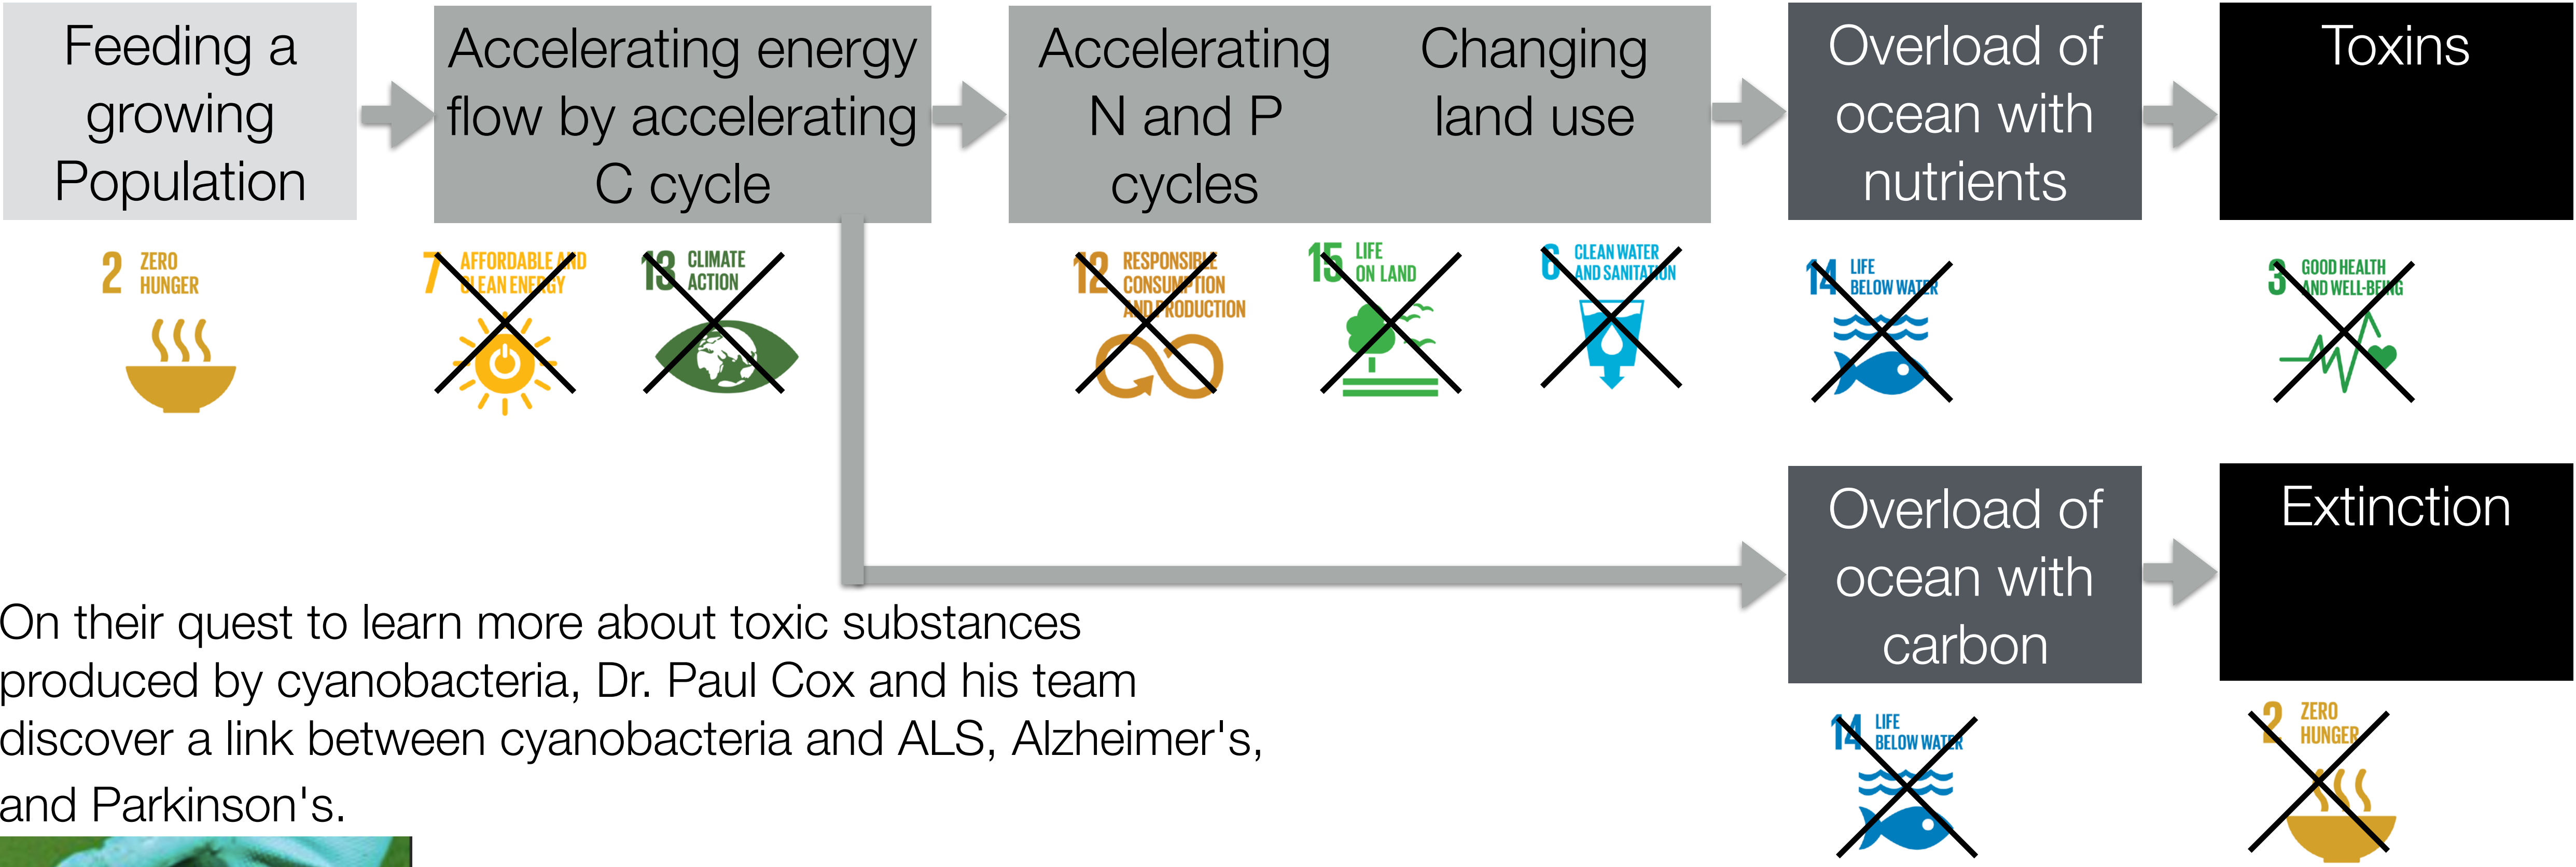 Feeding a
growing
Population
Accelerating energy
flow by accelerating
C cycle
Accelerating
N and P
cycles
Changing
land use
Overload of
ocean with
nutrients
Toxins
2 ZERO
HUNGER
7 AFFORDABLE AND
CLEAN ENERGY
13 CLIMATE
ACTION
12 RESPONSIBLE
CONSUMPTION
AND PRODUCTION
15 LIFE
ON LAND
6 CLEAN WATER
AND SANITATION
14 LIFE
BELOW WATER
3 GOOD HEALTH
AND WELL-BEING
Overload of
ocean with
carbon
Extinction
14 LIFE
BELOW WATER
2 ZERO
HUNGER
On their quest to learn more about toxic substances
produced by cyanobacteria, Dr. Paul Cox and his team
discover a link between cyanobacteria and ALS, Alzheimer's,
and Parkinson's.